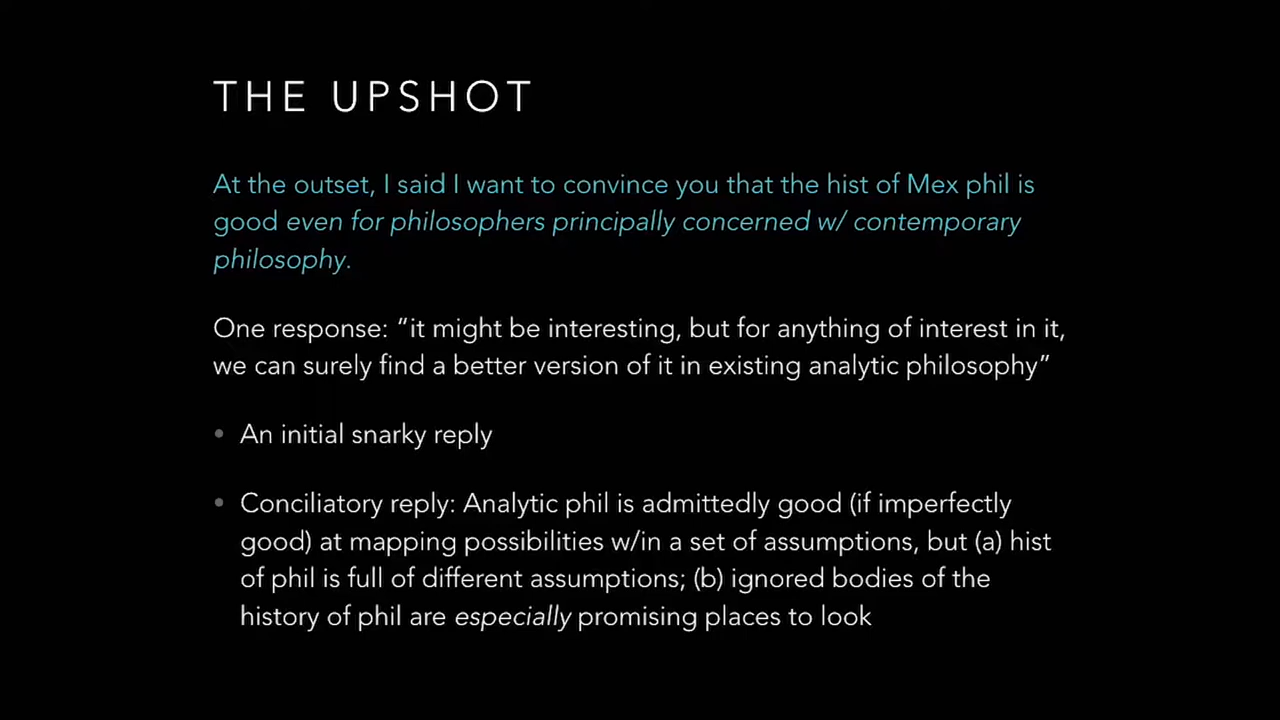 THE UPSHOT
At the outset, I said I want to convince you that the hist of Mex phil is
good even for philosophers principally concerned w/ contemporary
philosophy.
One response: “it might be interesting, but for anything of interest in it,
we can surely find a better version of it in existing analytic philosophy”
• An initial snarky reply
• Conciliatory reply: Analytic phil is admittedly good (if imperfectly
good) at mapping possibilities w/in a set of assumptions, but (a) hist
of phil is full of different assumptions; (b) ignored bodies of the
history of phil are especially promising places to look